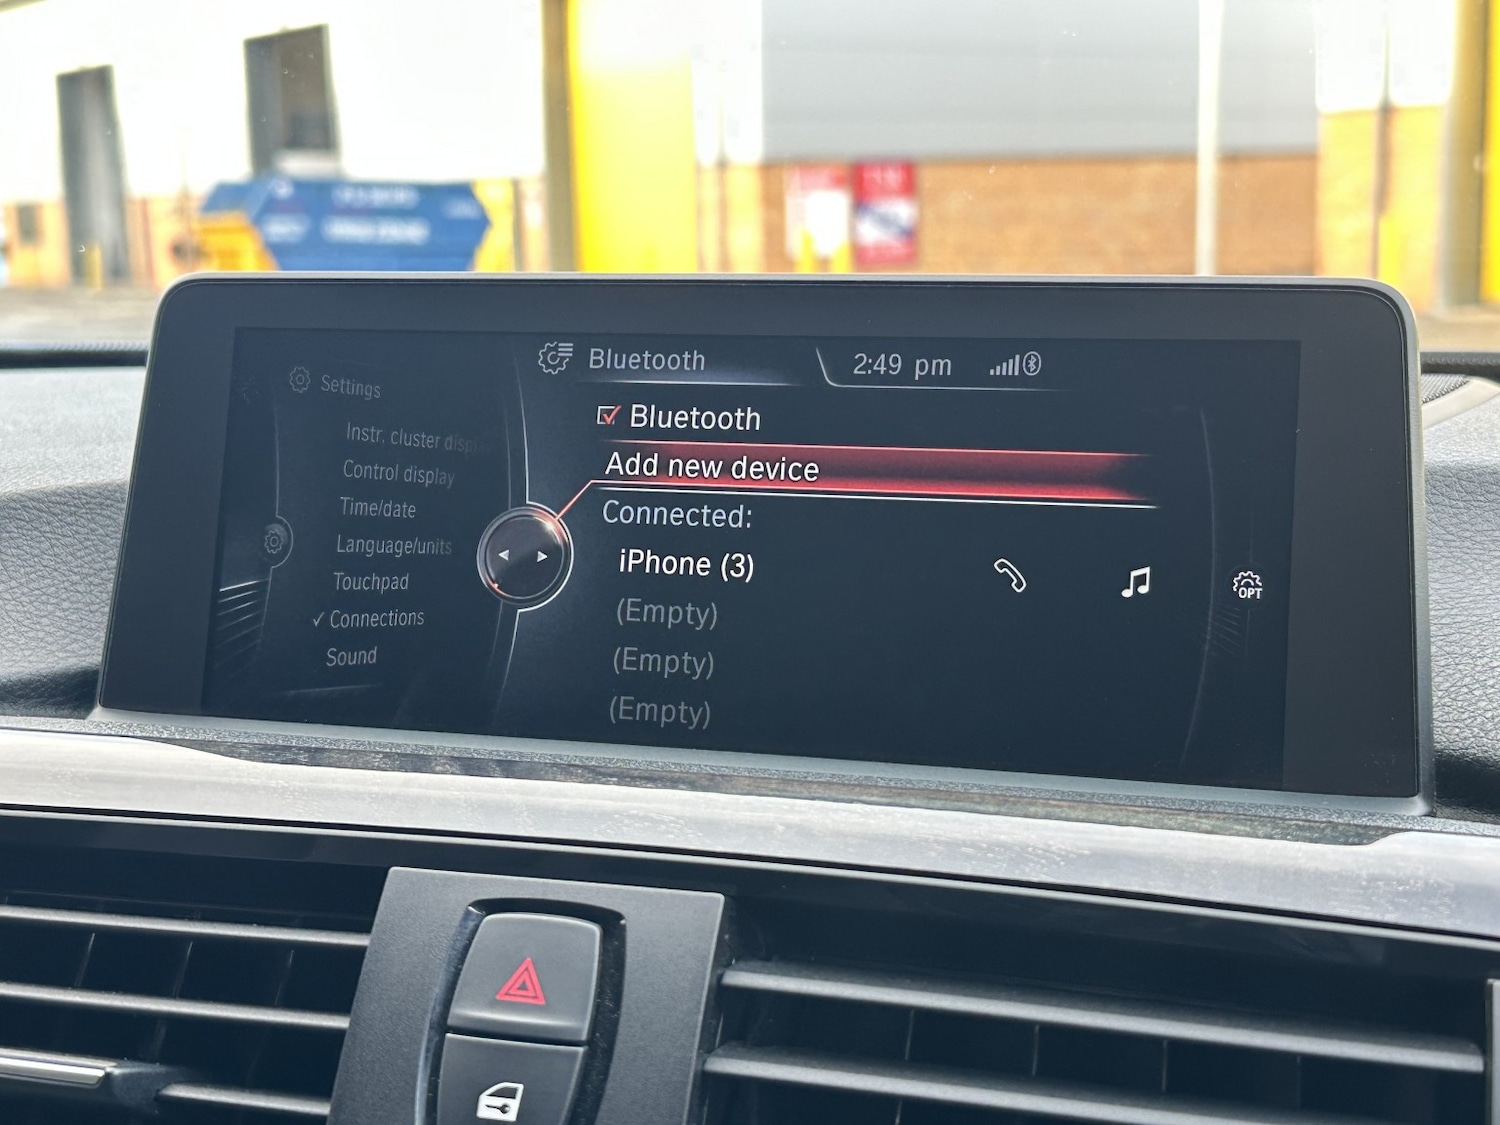 Settings
Instr. cluster displ
Control display
Time/date
Language/units
Touchpad
✓ Connections
Sound
Bluetooth
2:49 pm
Bluetooth
Add new device
Connected:
iPhone (3)
OPT
(Empty)
(Empty)
(Empty)